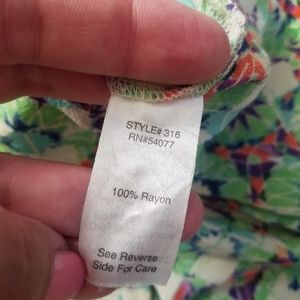 STYLE# 316
RN#54077
100% Rayon
See Reverse
Side For Care